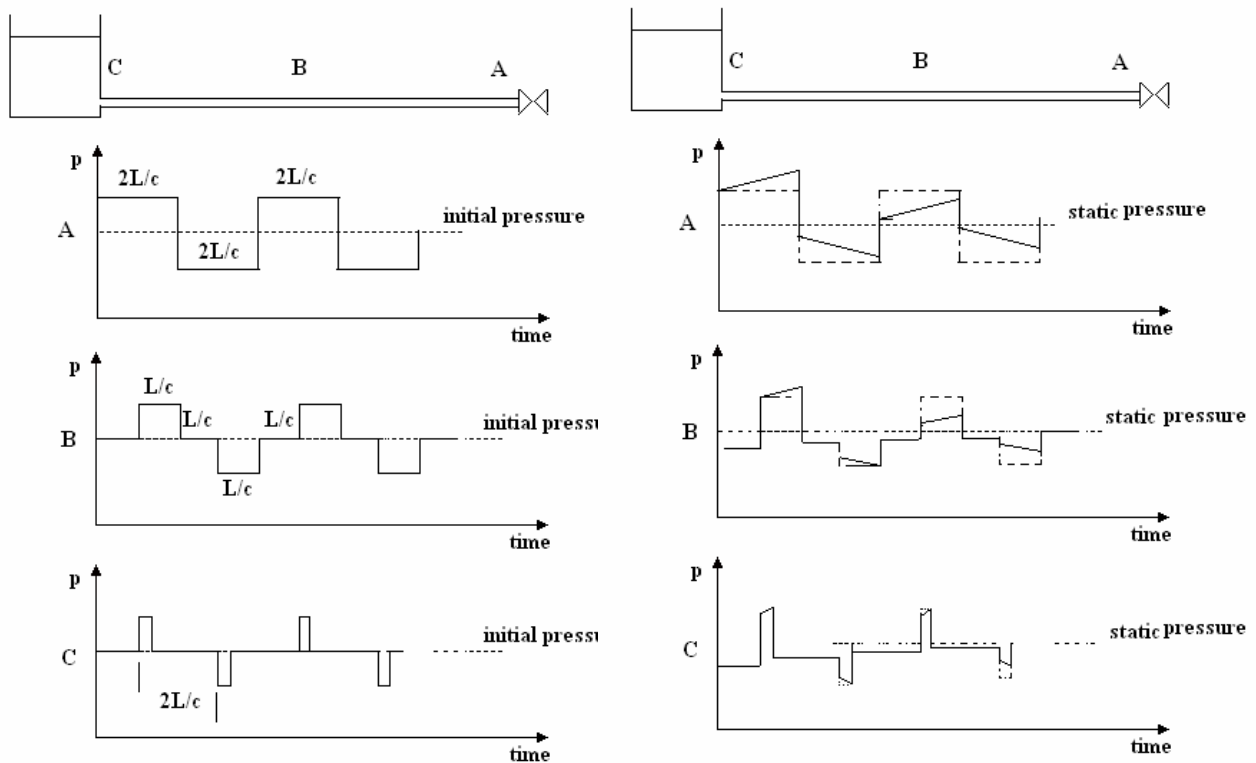 C B A
p
2L/c 2L/c
initial pressure
A
2L/c
time
p
L/c
L/c L/c
initial pressu
B
L/c
time
p
initial pressu
C
2L/c
time
C B A
p
static pressure
A
time
p
static pressure
B
time
p
static pressure
C
time